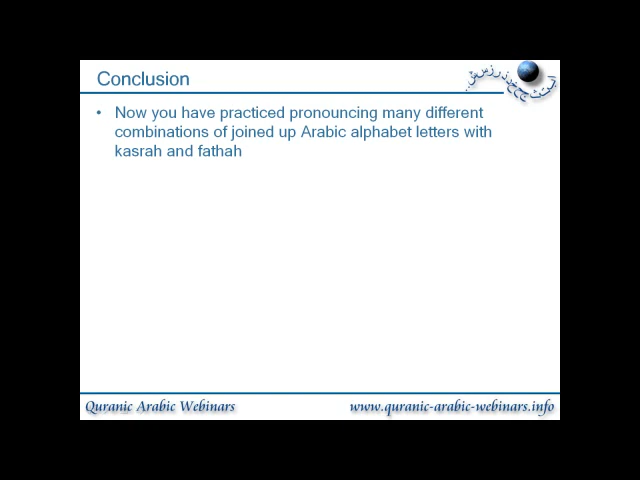 Conclusion
• Now you have practiced pronouncing many different
combinations of joined up Arabic alphabet letters with
kasrah and fathah
Quranic Arabic Webinars
www.quranic-arabic-webinars.info